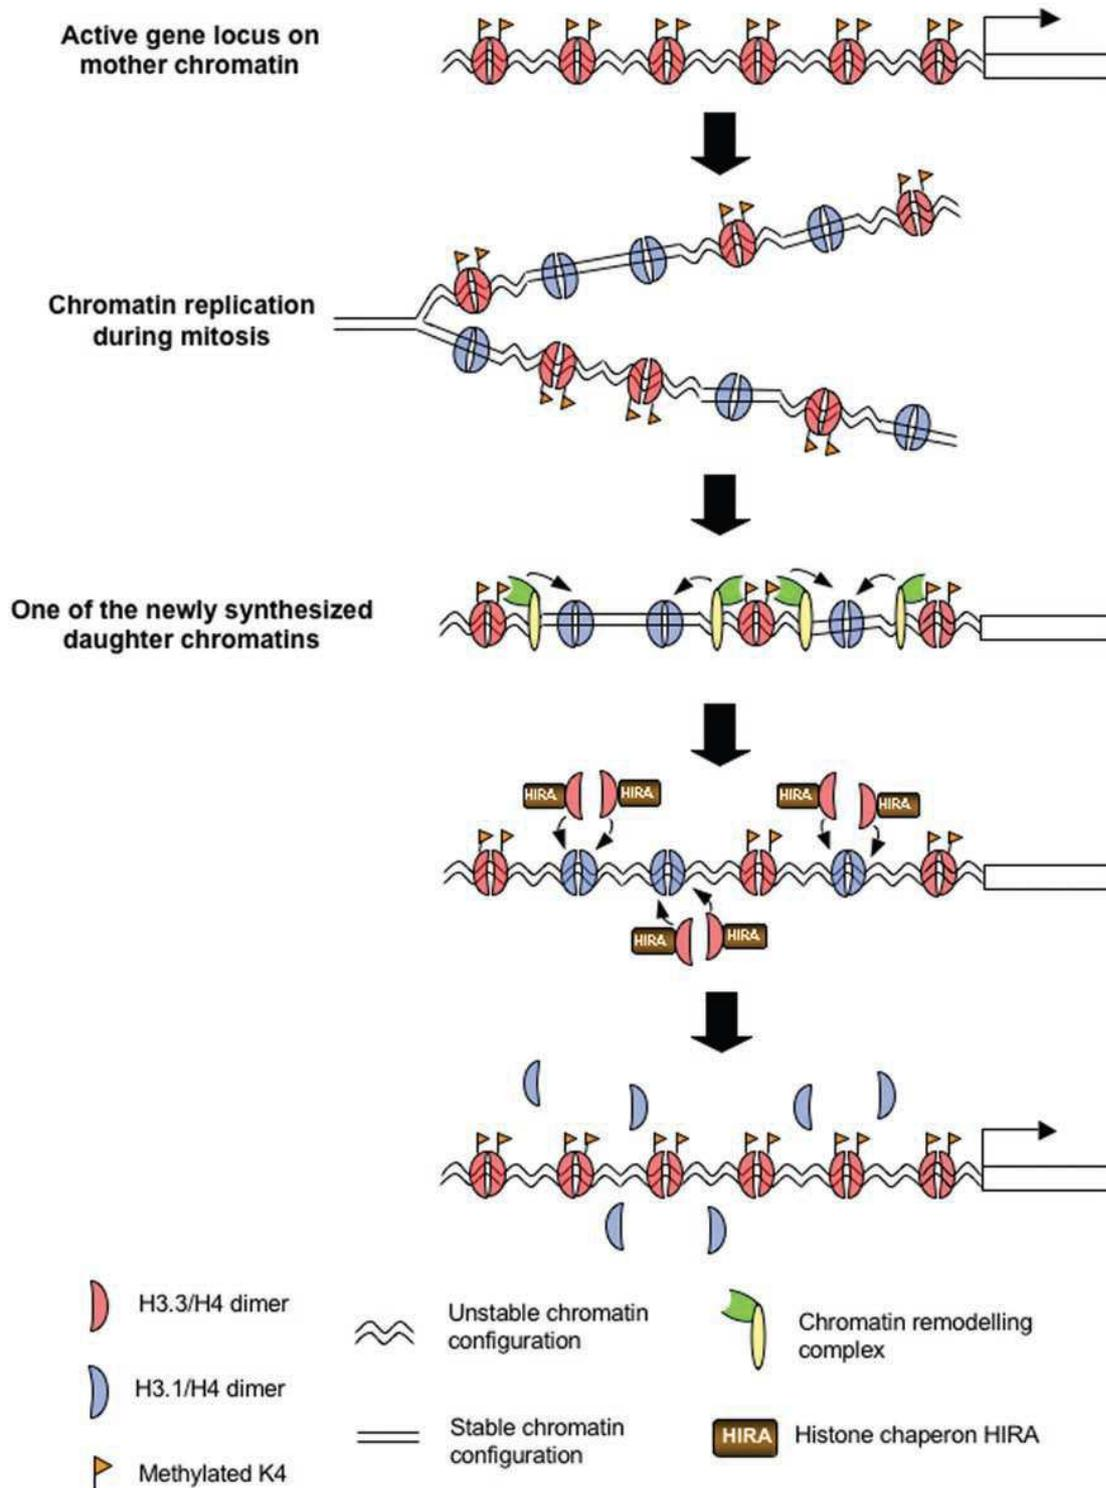 Active gene locus on
mother chromatin
Chromatin replication
during mitosis
One of the newly synthesized
daughter chromatins
HIRA
HIRA
HIRA
HIRA
HIRA
HIRA
H3.3/H4 dimer
Unstable chromatin
configuration
Chromatin remodelling
complex
H3.1/H4 dimer
Stable chromatin
configuration
HIRA
Histone chaperon HIRA
Methylated K4